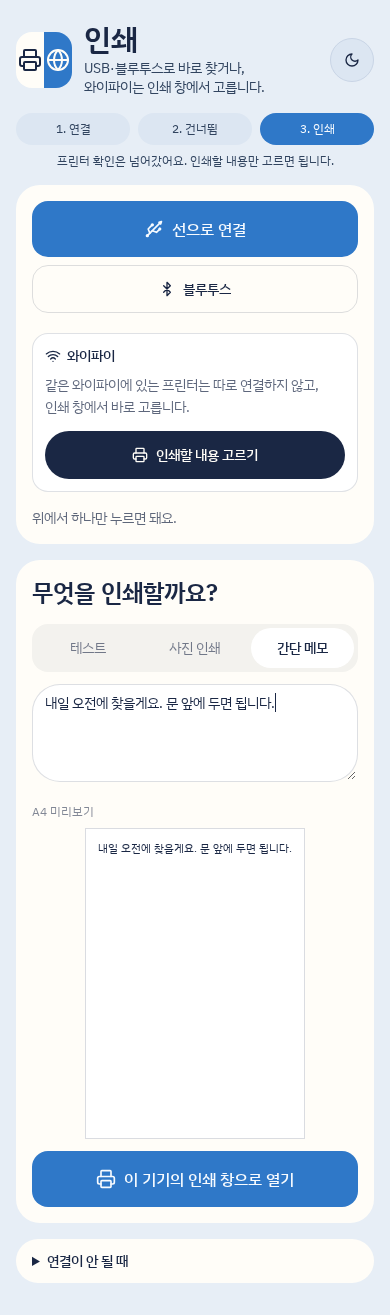 인쇄
USB·블루투스로 바로 찾거나,
와이파이는 인쇄 창에서 고릅니다.
1. 연결
2. 건너뜀
3. 인쇄
프린터 확인은 넘어갔어요. 인쇄할 내용만 고르면 됩니다.
선으로 연결
블루투스
와이파이
같은 와이파이에 있는 프린터는 따로 연결하지 않고,
인쇄 창에서 바로 고릅니다.
인쇄할 내용 고르기
위에서 하나만 누르면 돼요.
무엇을 인쇄할까요?
테스트
사진 인쇄
간단 메모
내일 오전에 찾을게요. 문 앞에 두면 됩니다.
A4 미리보기
내일 오전에 찾을게요. 문 앞에 두면 됩니다.
이 기기의 인쇄 창으로 열기
연결이 안 될 때